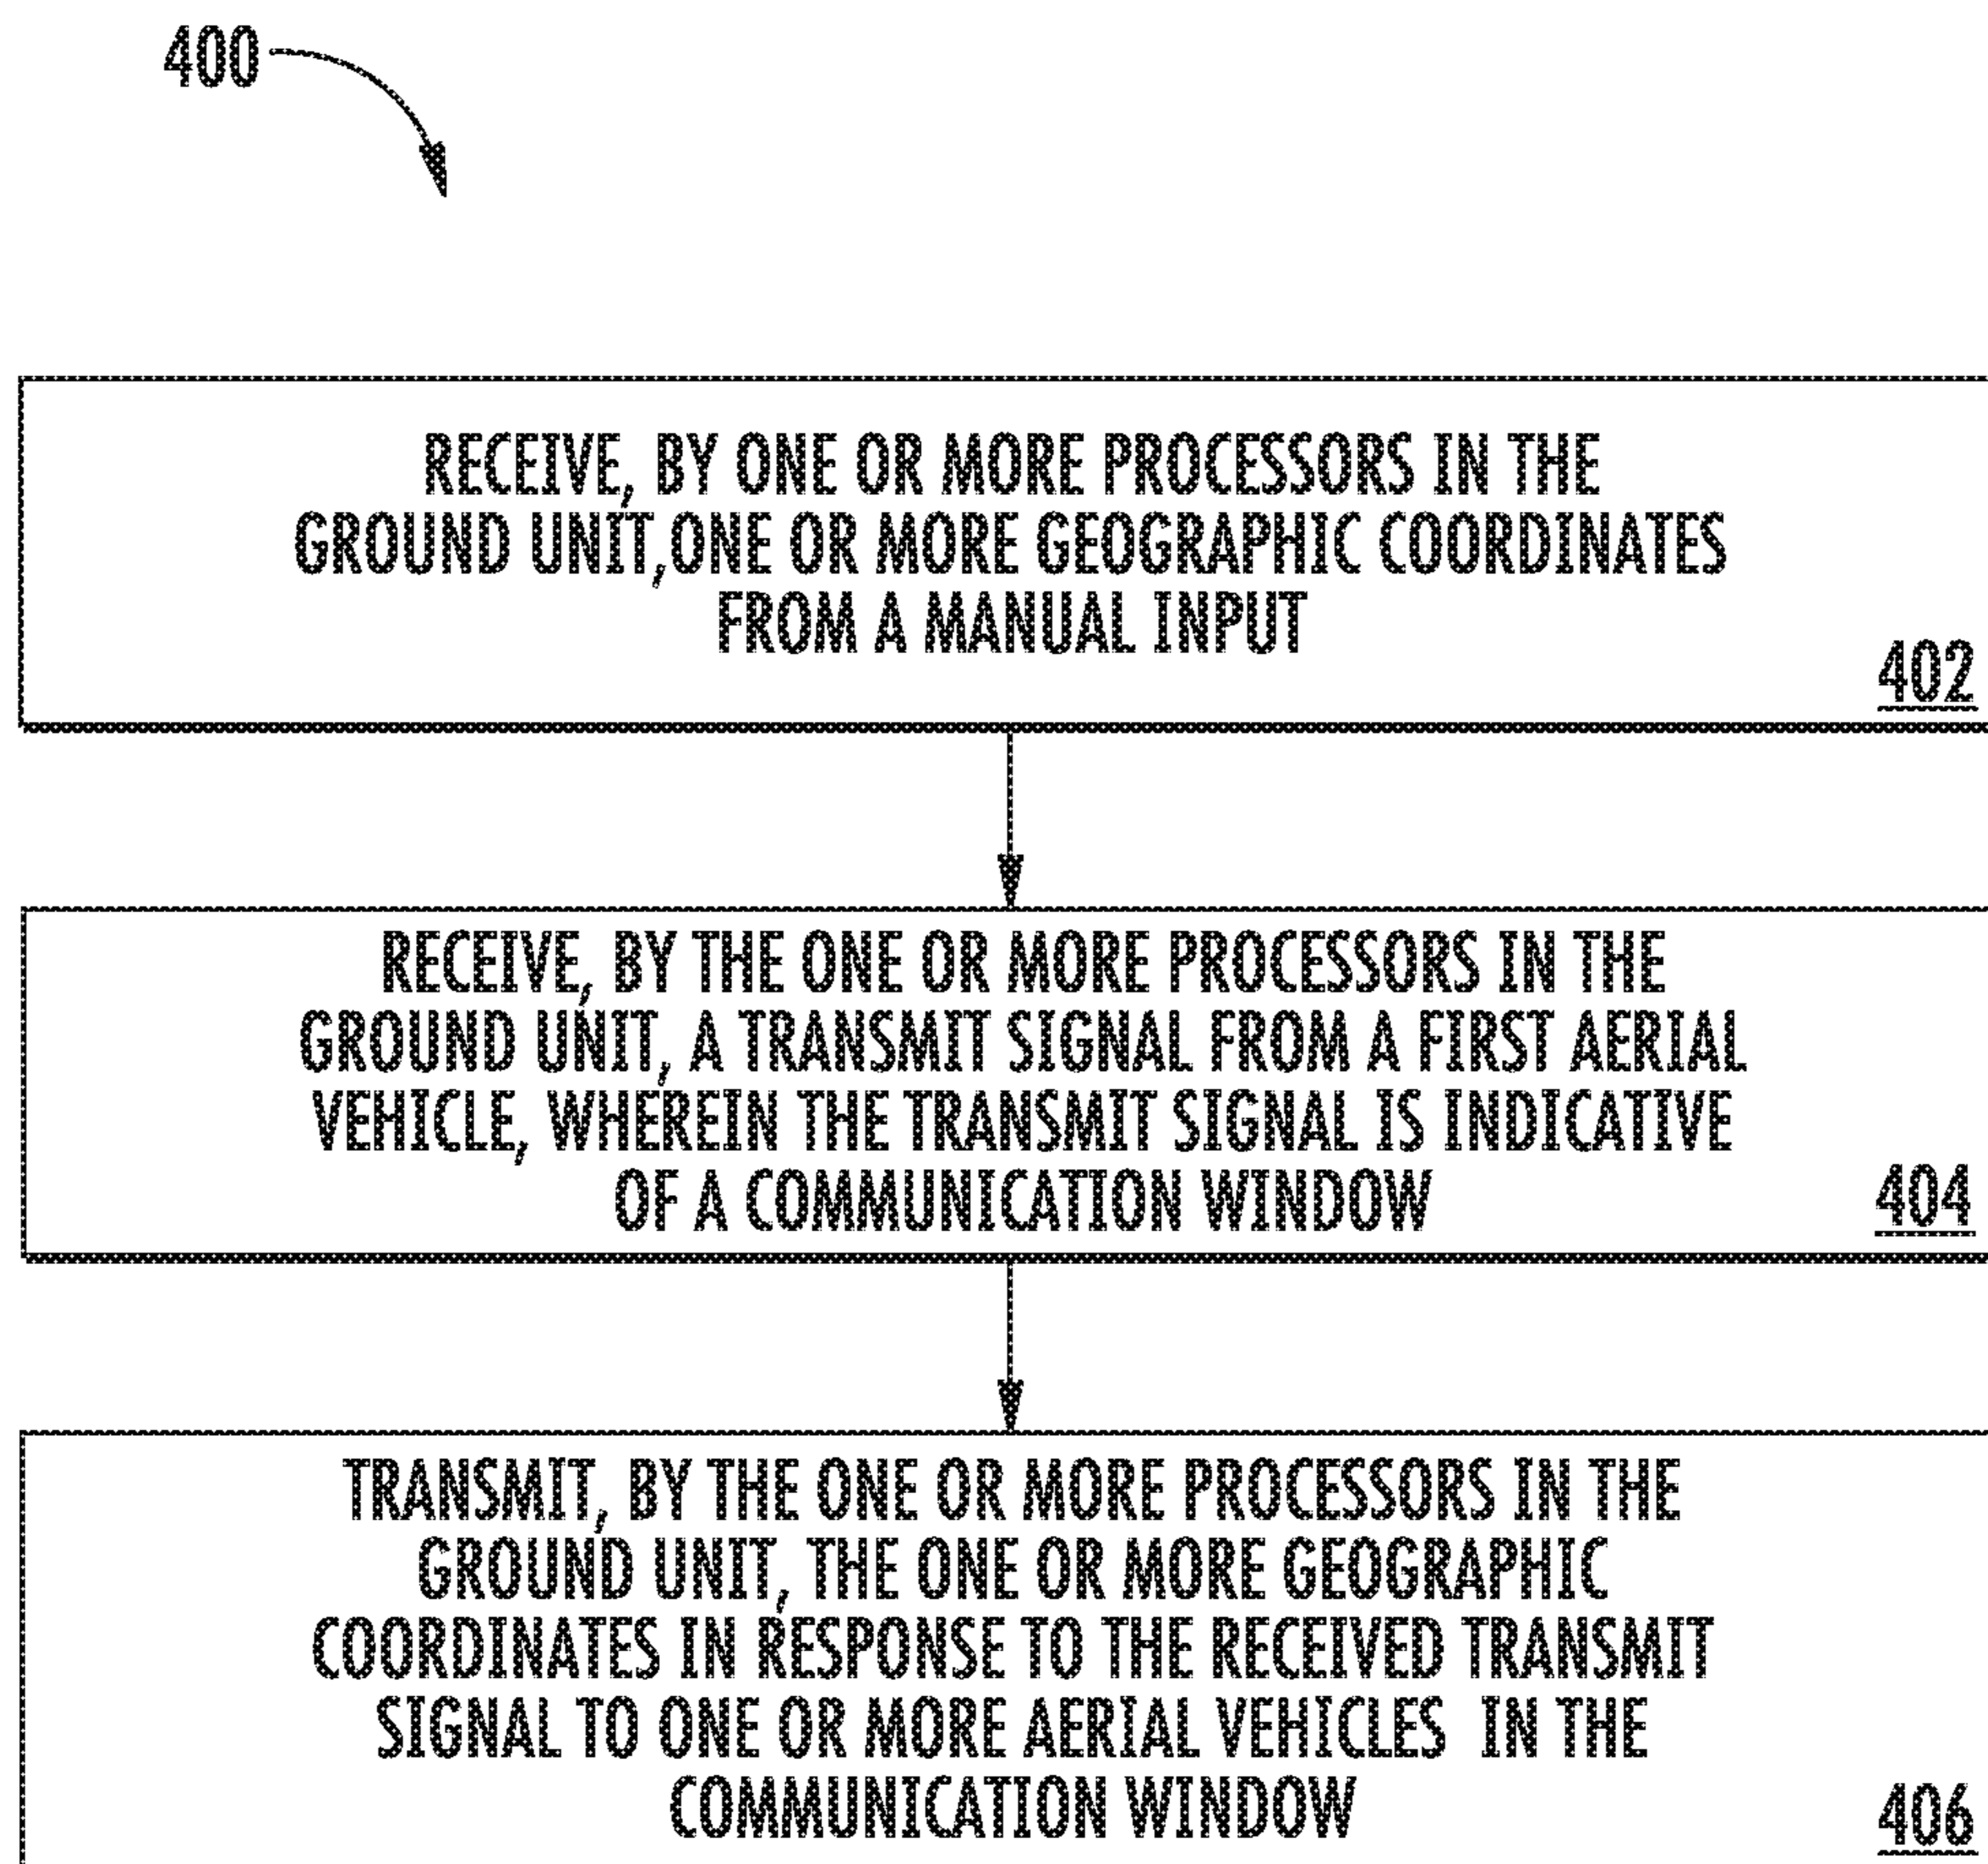 400
RECEIVE, BY ONE OR MORE PROCESSORS IN THE
GROUND UNIT,ONE OR MORE GEOGRAPHIC COORDINATES
FROM A MANUAL INPUT
402
RECEIVE, BY THE ONE OR MORE PROCESSORS IN THE
GROUND UNIT, A TRANSMIT SIGNAL FROM A FIRST AERIAL
VEHICLE, WHEREIN THE TRANSMIT SIGNAL IS INDICATIVE
OF A COMMUNICATION WINDOW
404
TRANSMIT, BY THE ONE OR MORE PROCESSORS IN THE
GROUND UNIT, THE ONE OR MORE GEOGRAPHIC
COORDINATES IN RESPONSE TO THE RECEIVED TRANSMIT
SIGNAL TO ONE OR MORE AERIAL VEHICLES IN THE
COMMUNICATION WINDOW
406